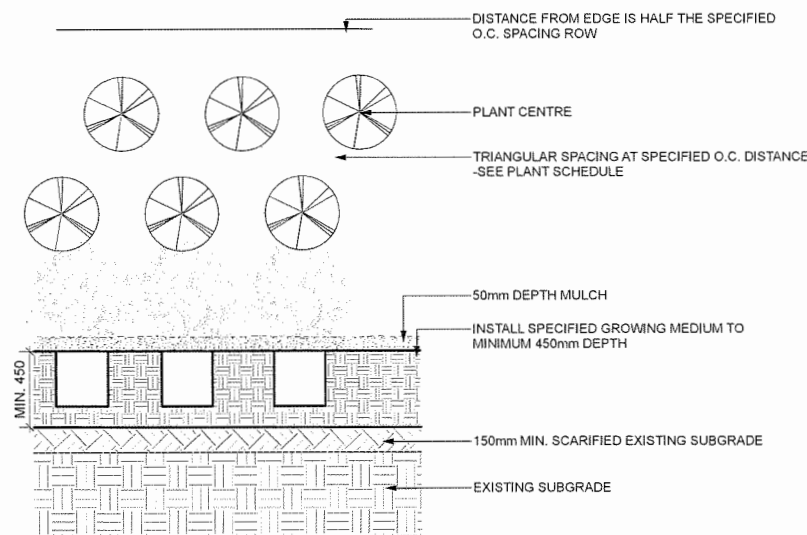 DISTANCE FROM EDGE IS HALF THE SPECIFIED
O.C. SPACING ROW
PLANT CENTRE
TRIANGULAR SPACING AT SPECIFIED O.C. DISTANCE
-SEE PLANT SCHEDULE
50mm DEPTH MULCH
INSTALL SPECIFIED GROWING MEDIUM TO
MINIMUM 450mm DEPTH
MIN. 450
150mm MIN. SCARIFIED EXISTING SUBGRADE
EXISTING SUBGRADE